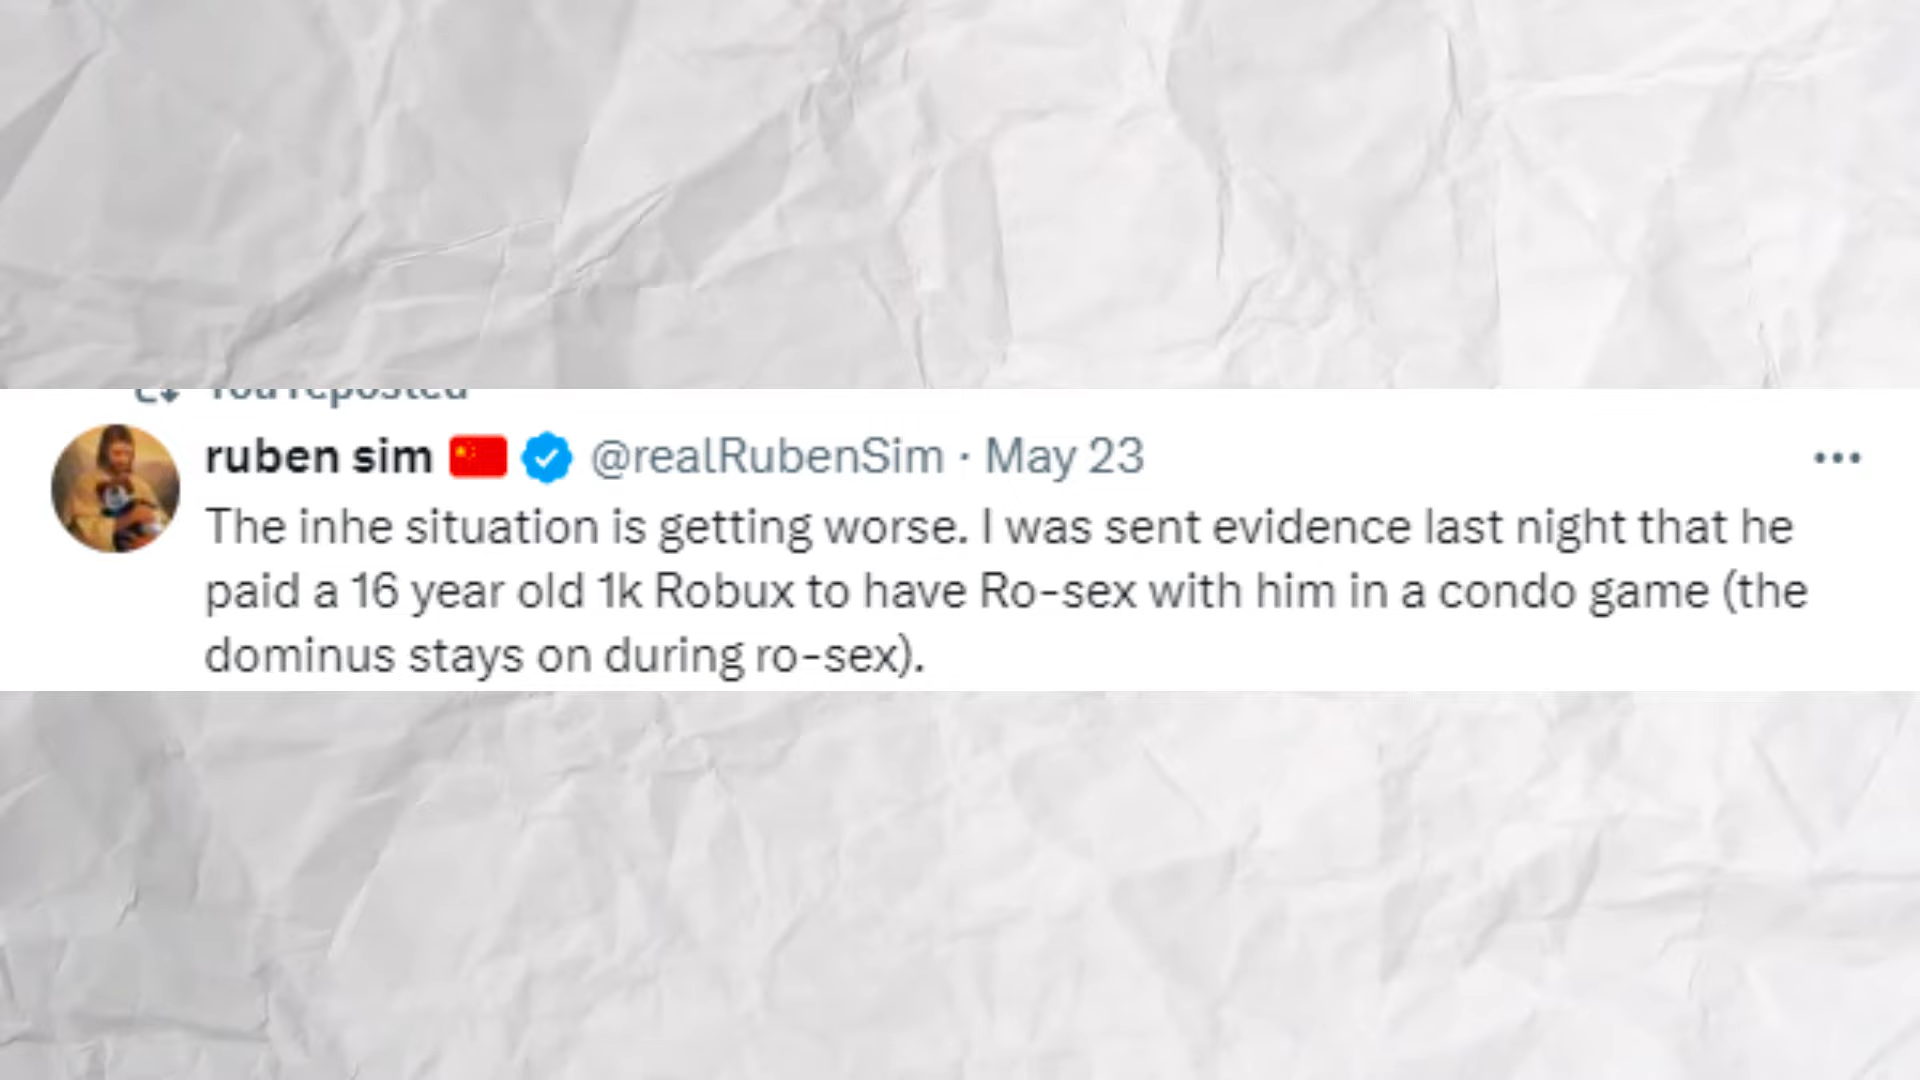 You reposted
ruben sim 🇨🇳 @realRubenSim · May 23
The inhe situation is getting worse. I was sent evidence last night that he
paid a 16 year old 1k Robux to have Ro-sex with him in a condo game (the
dominus stays on during ro-sex).